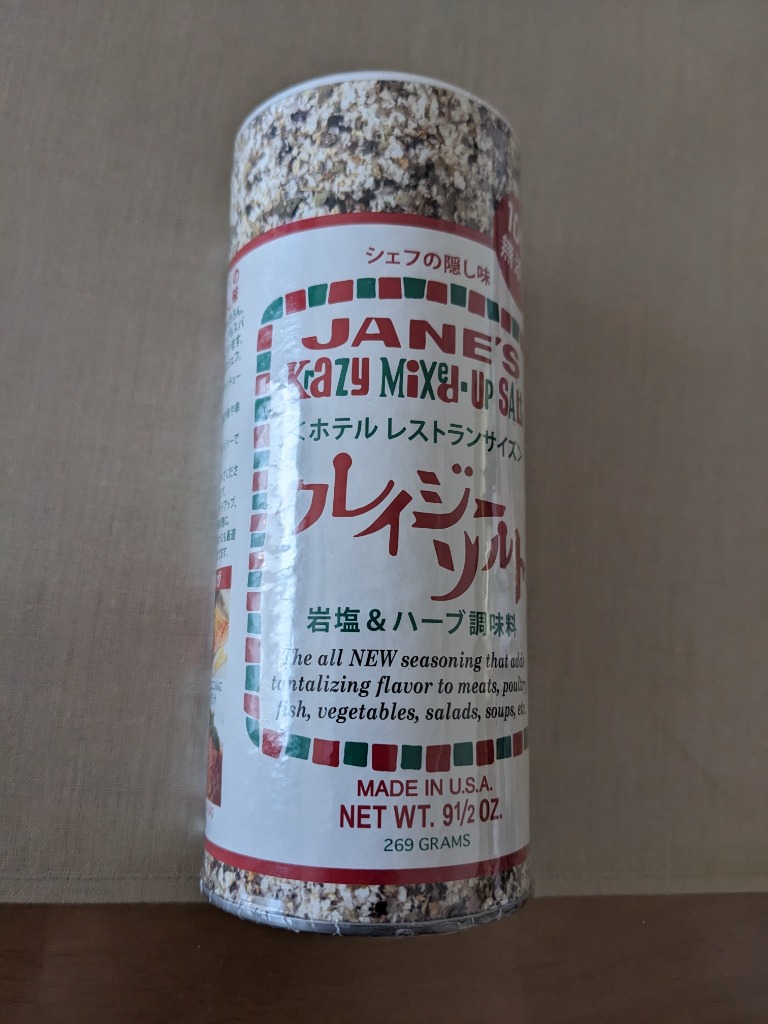 シェフの隠し味
JANE'S
Krazy Mixed-Up SALT
<ホテル レストランサイズ>
クレイジー
ソルト
岩塩&ハーブ調味料
The all NEW seasoning that adds
tantalizing flavor to meats, poultry,
fish, vegetables, salads, soups, etc.
MADE IN U.S.A.
NET WT. 9 1/2 OZ.
269 GRAMS